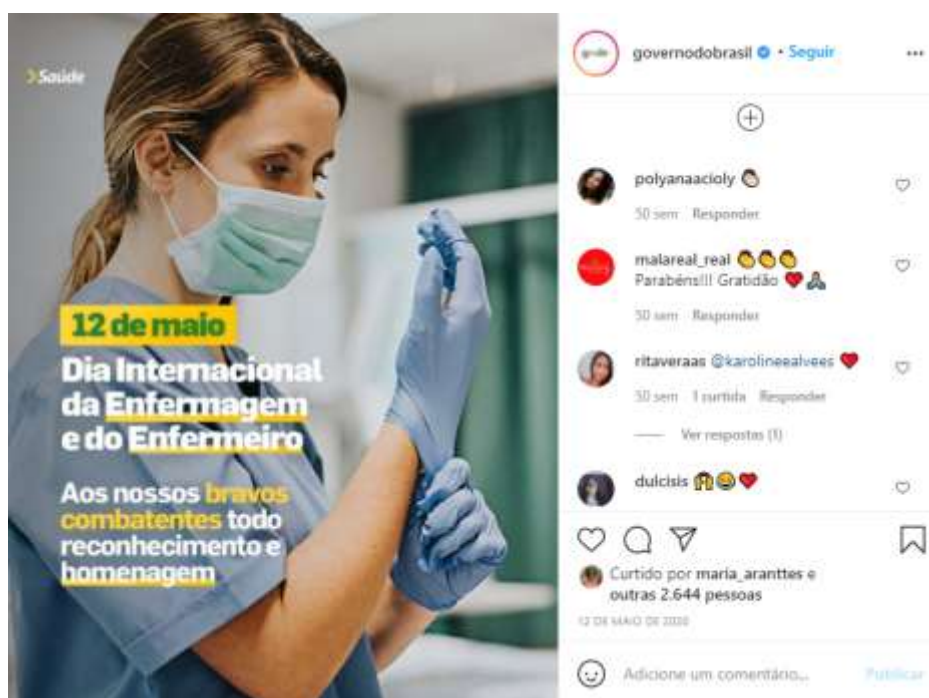 Saúde
12 de maio
Dia Internacional
da Enfermagem
e do Enfermeiro
Aos nossos bravos
combatentes todo
reconhecimento e
homenagem
governodobrasil • Seguir
polyanaacioly
50 sem Responder
malareal_real
Parabéns!!! Gratidão
50 sem Responder
ritaveraas @karolineealvees
50 sem 1 curtida Responder
Ver respostas (1)
dulcisis
Curtido por maria_aranttes e
outras 2.644 pessoas
12 DE MAIO DE 2020
Adicione um comentário... Publicar